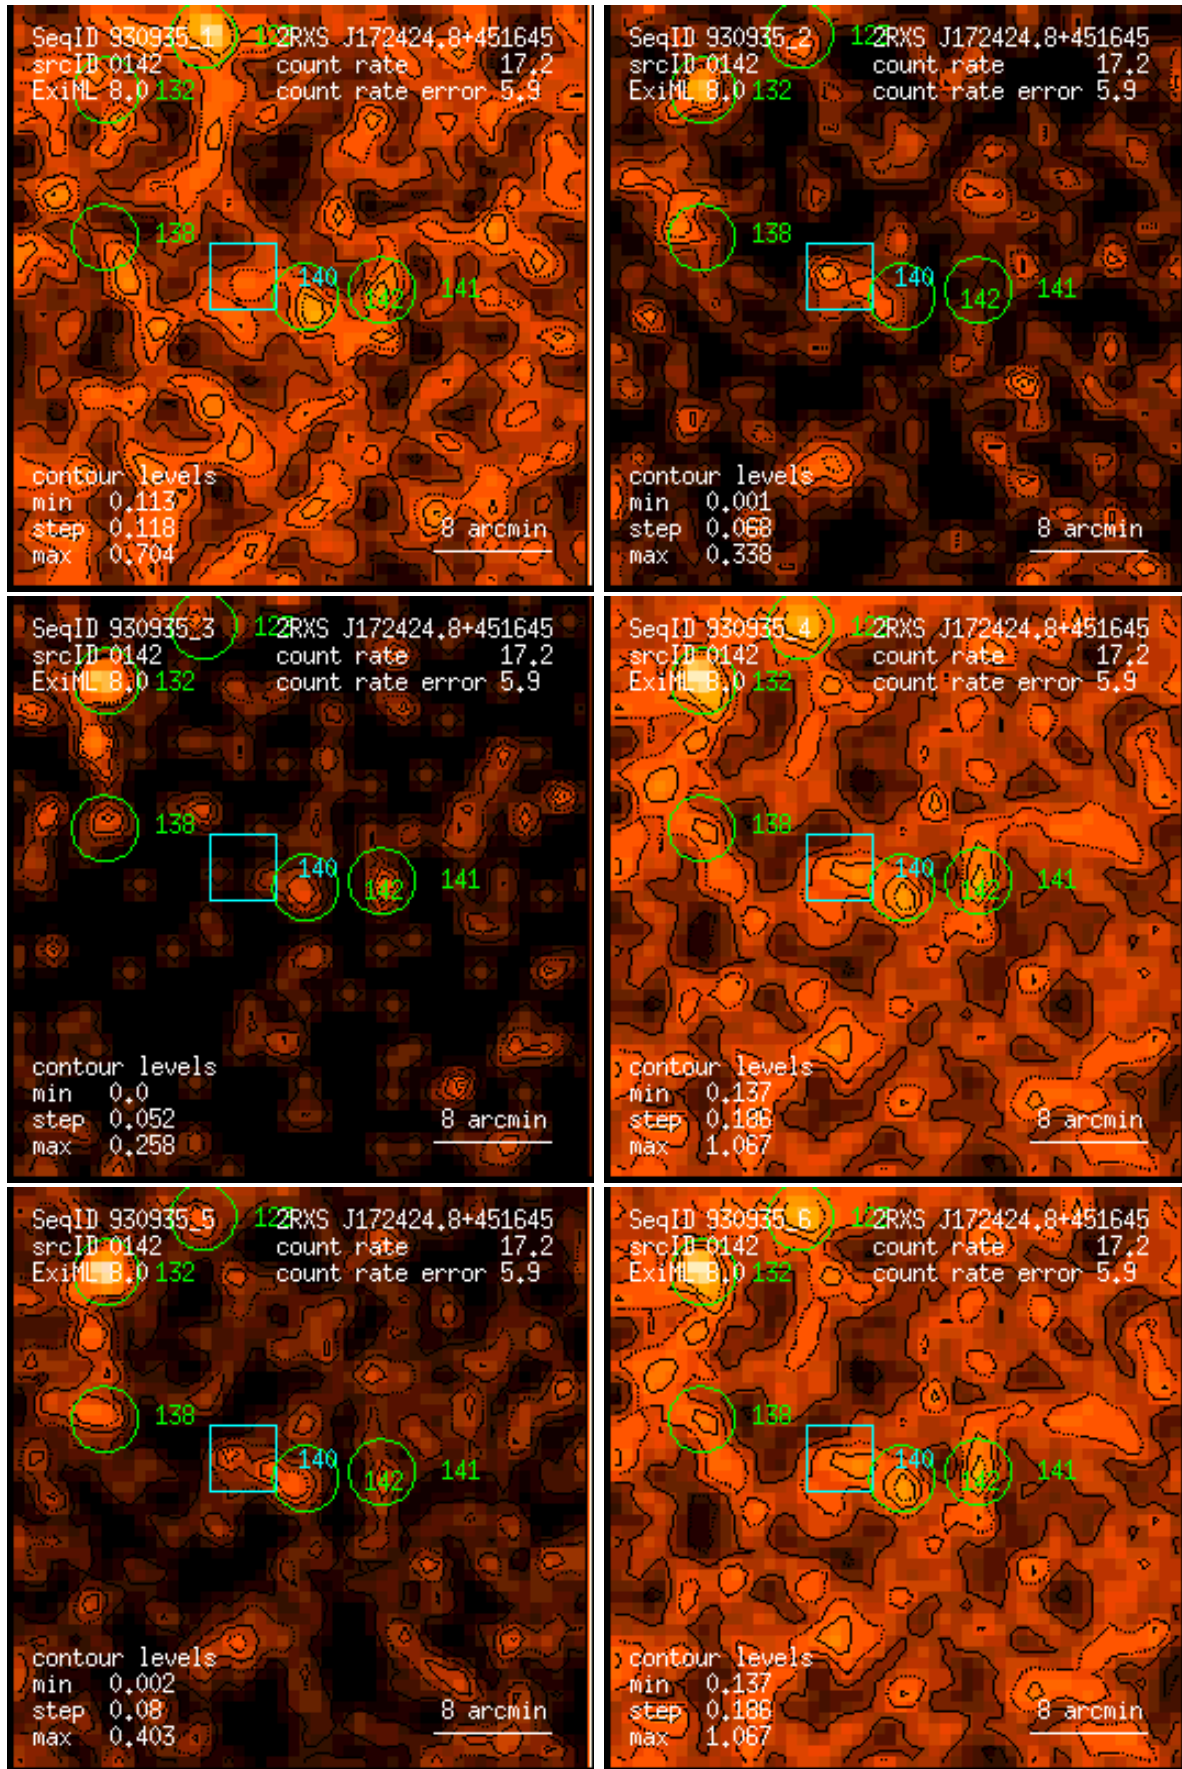 SeqID 930935_1 2RXS J172424.8+451645
srcID 0142 count rate 17.2
ExiML 8.0 132 count rate error 5.9
138
140
142 141
contour levels
min 0.113
step 0.118 8 arcmin
max 0.704
SeqID 930935_2 2RXS J172424.8+451645
srcID 0142 count rate 17.2
ExiML 8.0 132 count rate error 5.9
138
140
142 141
contour levels
min 0.001
step 0.068 8 arcmin
max 0.338
SeqID 930935_3 2RXS J172424.8+451645
srcID 0142 count rate 17.2
ExiML 8.0 132 count rate error 5.9
138
140
142 141
contour levels
min 0.0
step 0.052 8 arcmin
max 0.258
SeqID 930935_4 2RXS J172424.8+451645
srcID 0142 count rate 17.2
ExiML 8.0 132 count rate error 5.9
138
140
142 141
contour levels
min 0.137
step 0.186 8 arcmin
max 1.067
SeqID 930935_5 2RXS J172424.8+451645
srcID 0142 count rate 17.2
ExiML 8.0 132 count rate error 5.9
138
140
142 141
contour levels
min 0.002
step 0.08 8 arcmin
max 0.403
SeqID 930935_6 2RXS J172424.8+451645
srcID 0142 count rate 17.2
ExiML 8.0 132 count rate error 5.9
138
140
142 141
contour levels
min 0.137
step 0.186 8 arcmin
max 1.067